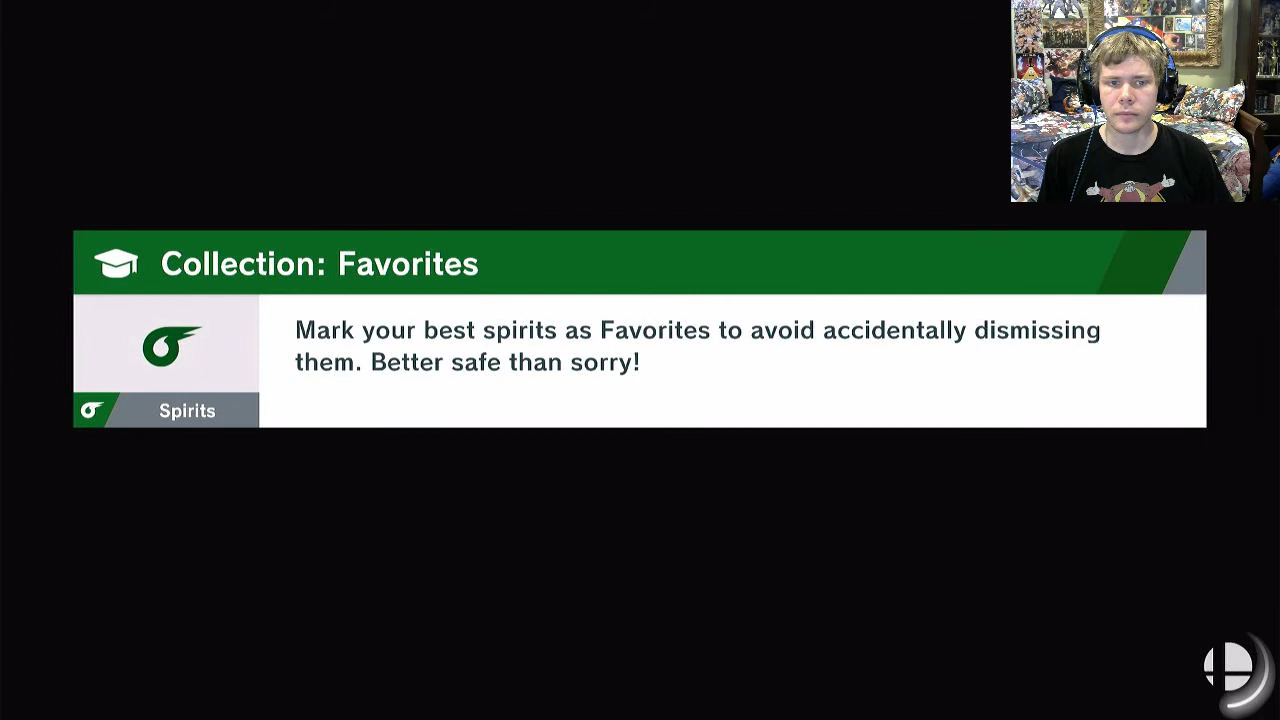 Collection: Favorites
Mark your best spirits as Favorites to avoid accidentally dismissing
them. Better safe than sorry!
Spirits